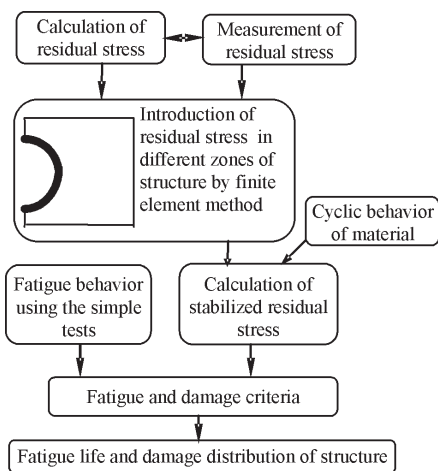 Calculation of
residual stress
Measurement of
residual stress
Introduction of
residual stress in
different zones of
structure by finite
element method
Cyclic behavior
of material
Fatigue behavior
using the simple
tests
Calculation of
stabilized residual
stress
Fatigue and damage criteria
Fatigue life and damage distribution of structure